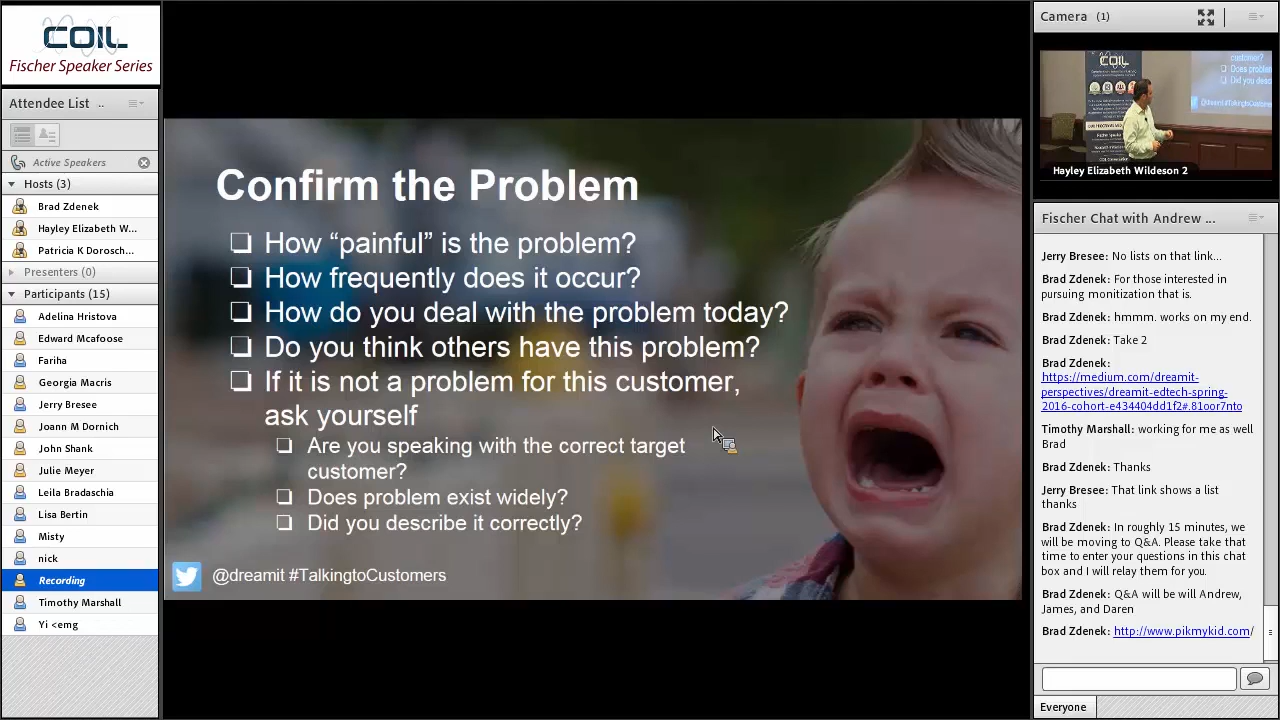 COIL
Fischer Speaker Series
Attendee List ..
Active Speakers
Hosts (3)
Brad Zdenek
Hayley Elizabeth W...
Patricia K Dorosch...
Presenters (0)
Participants (15)
Adelina Hristova
Edward Mcafoose
Fariha
Georgia Macris
Jerry Bresee
Joann M Dornich
John Shank
Julie Meyer
Leila Bradaschia
Lisa Bertin
Misty
nick
Recording
Timothy Marshall
Yi <emg
Confirm the Problem
How “painful” is the problem?
How frequently does it occur?
How do you deal with the problem today?
Do you think others have this problem?
If it is not a problem for this customer,
ask yourself
Are you speaking with the correct target
customer?
Does problem exist widely?
Did you describe it correctly?
@dreamit #TalkingtoCustomers
Camera (1)
COIL
customer?
Does problem
Did you desc
Hayley Elizabeth Wildeson 2
Fischer Chat with Andrew ...
Jerry Bresee: No lists on that link...
Brad Zdenek: For those interested in
pursuing monitization that is.
Brad Zdenek: hmmm. works on my end.
Brad Zdenek: Take 2
Brad Zdenek:
https://medium.com/dreamit-
perspectives/dreamit-edtech-spring-
2016-cohort-e434404dd1f2#.81oor7nto
Timothy Marshall: working for me as well
Brad
Brad Zdenek: Thanks
Jerry Bresee: That link shows a list
thanks
Brad Zdenek: In roughly 15 minutes, we
will be moving to Q&A. Please take that
time to enter your questions in this chat
box and I will relay them for you.
Brad Zdenek: Q&A will be will Andrew,
James, and Daren
Brad Zdenek: http://www.pikmykid.com/
Everyone